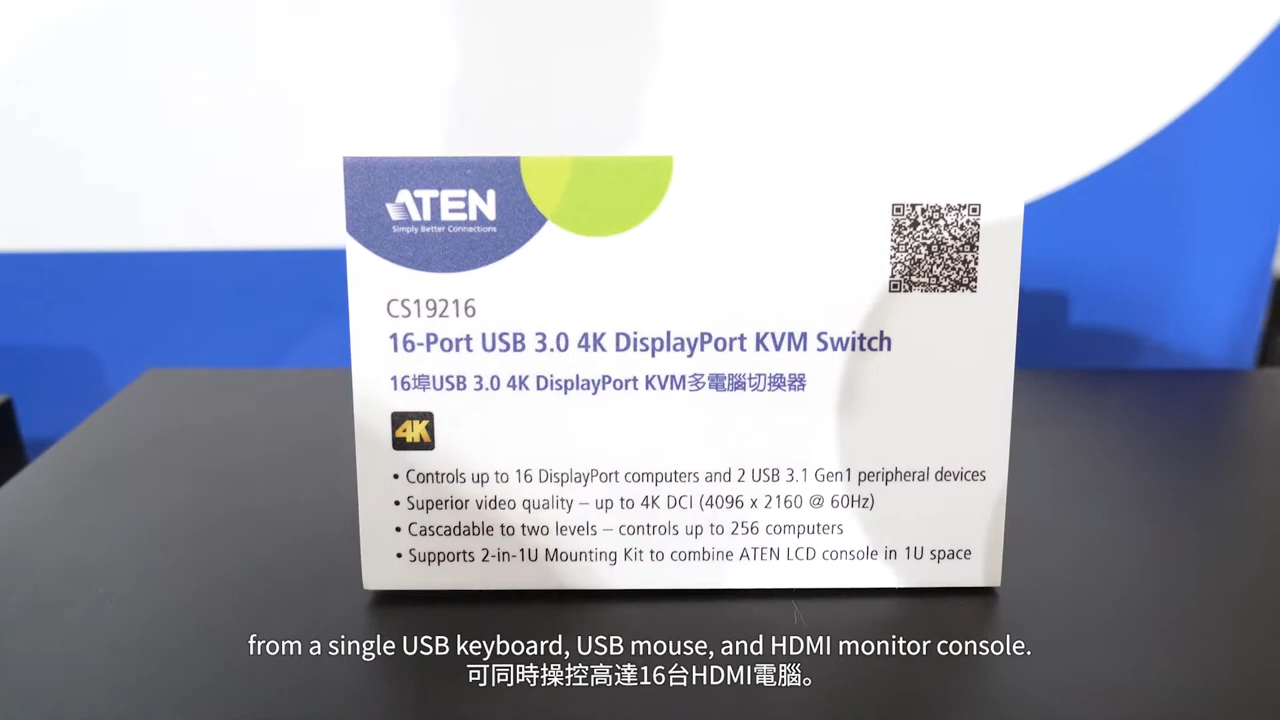 ATEN
Simply Better Connections
CS19216
16-Port USB 3.0 4K DisplayPort KVM Switch
16埠USB 3.0 4K DisplayPort KVM多電腦切換器
4K
• Controls up to 16 DisplayPort computers and 2 USB 3.1 Gen1 peripheral devices
• Superior video quality – up to 4K DCI (4096 x 2160 @ 60Hz)
• Cascadable to two levels – controls up to 256 computers
• Supports 2-in-1U Mounting Kit to combine ATEN LCD console in 1U space
from a single USB keyboard, USB mouse, and HDMI monitor console.
可同時操控高達16台HDMI電腦。